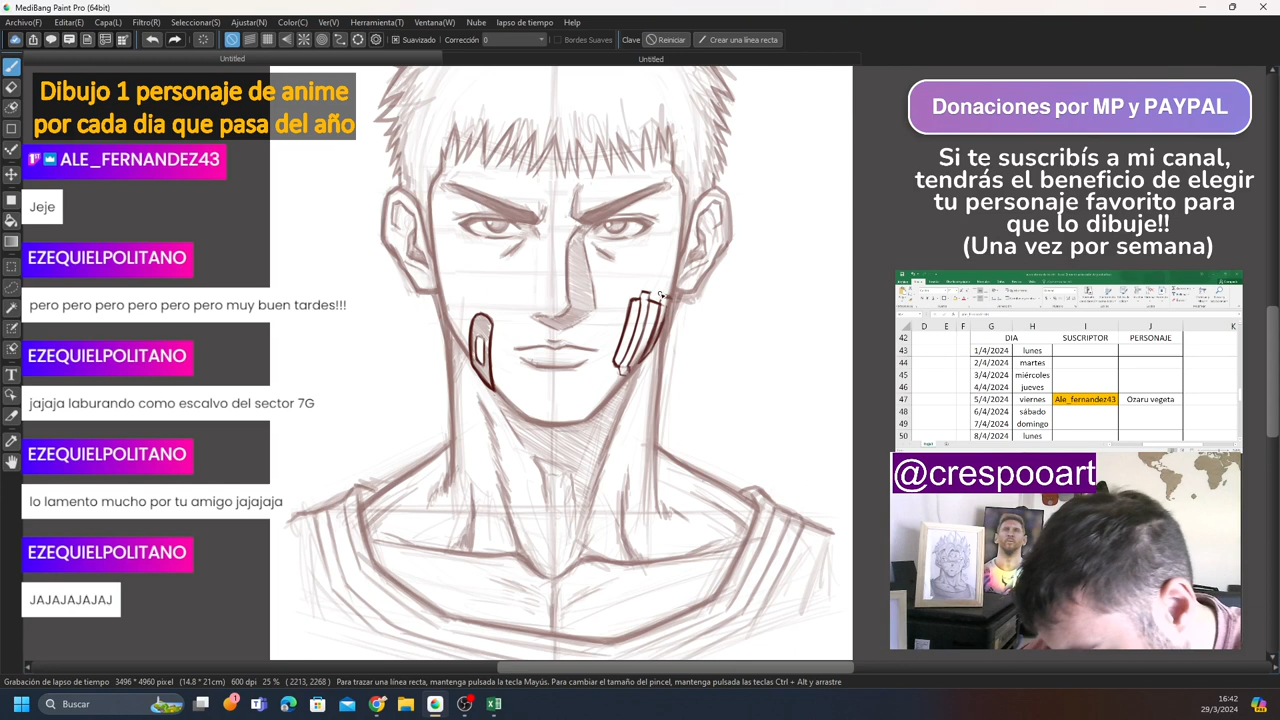 MediBang Paint Pro (64bit)
Archivo(F) Editar(E) Capa(L) Filtro(R) Seleccionar(S) Ajustar(N) Color(C) Ver(V) Herramienta(T) Ventana(W) Nube lapso de tiempo Help
Suavizado Corrección 0 Bordes Suaves Clave Reiniciar Crear una línea recta
Untitled Untitled
Dibujo 1 personaje de anime
por cada dia que pasa del año
ALE_FERNANDEZ43
Jeje
EZEQUIELPOLITANO
pero pero pero pero pero pero muy buen tardes!!!
EZEQUIELPOLITANO
jajaja laburando como escalvo del sector 7G
EZEQUIELPOLITANO
lo lamento mucho por tu amigo jajajaja
EZEQUIELPOLITANO
JAJAJAJAJAJ
Donaciones por MP y PAYPAL
Si te suscribís a mi canal,
tendrás el beneficio de elegir
tu personaje favorito para
que lo dibuje!!
(Una vez por semana)
D E F G H I J K
42 DIA SUSCRIPTOR PERSONAJE
43 1/4/2024 lunes
44 2/4/2024 martes
45 3/4/2024 miércoles
46 4/4/2024 jueves
47 5/4/2024 viernes Ale_fernandez43 Ozaru vegeta
48 6/4/2024 sábado
49 7/4/2024 domingo
50 8/4/2024 lunes
@crespooart
Grabación de lapso de tiempo 3496 * 4960 pixel (14.8 * 21cm) 600 dpi 25 % ( 2213, 2268 ) Para trazar una línea recta, mantenga pulsada la tecla Mayús. Para cambiar el tamaño del pincel, mantenga pulsadas las teclas Ctrl + Alt y arrastre
Buscar
16:42
29/3/2024